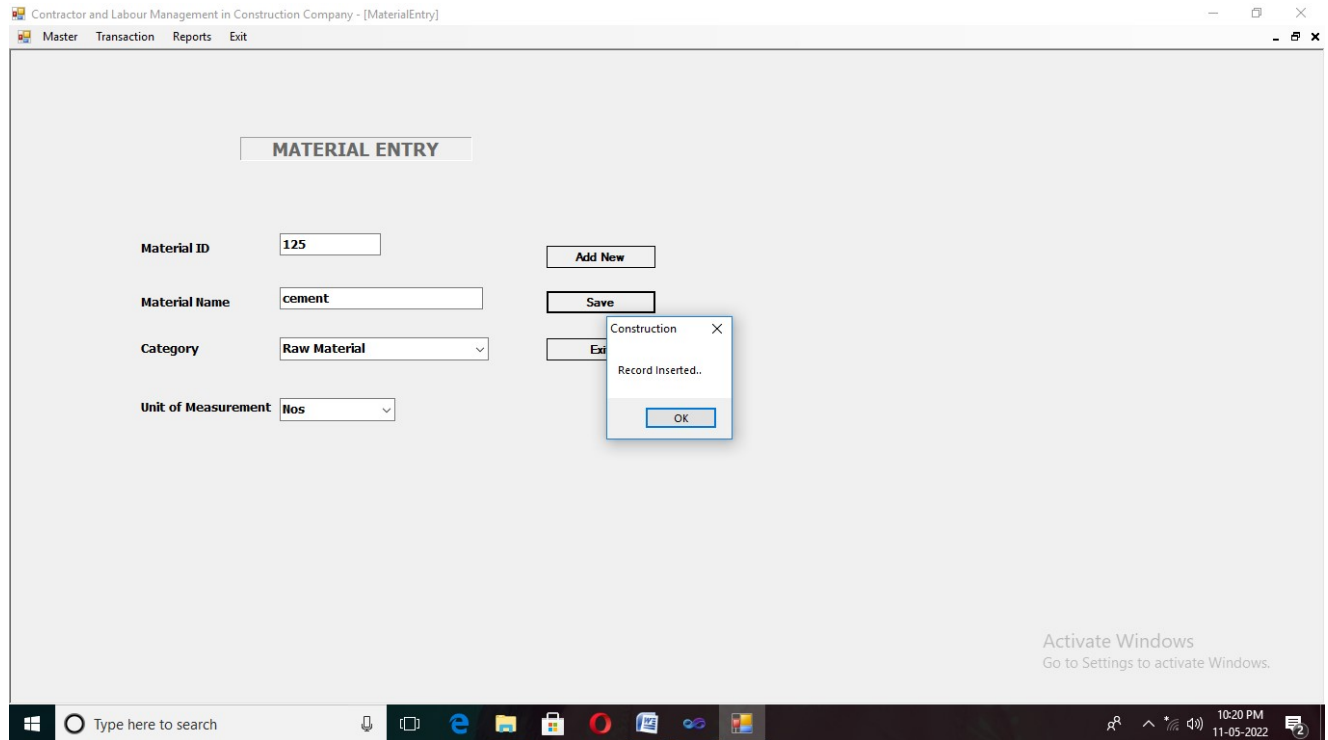 Contractor and Labour Management in Construction Company - [MaterialEntry]
Master Transaction Reports Exit
MATERIAL ENTRY
Material ID 125
Add New
Material Name cement
Save
Construction
Category Raw Material
Record Inserted..
Unit of Measurement Nos
OK
Activate Windows
Go to Settings to activate Windows.
Type here to search
10:20 PM
11-05-2022
2